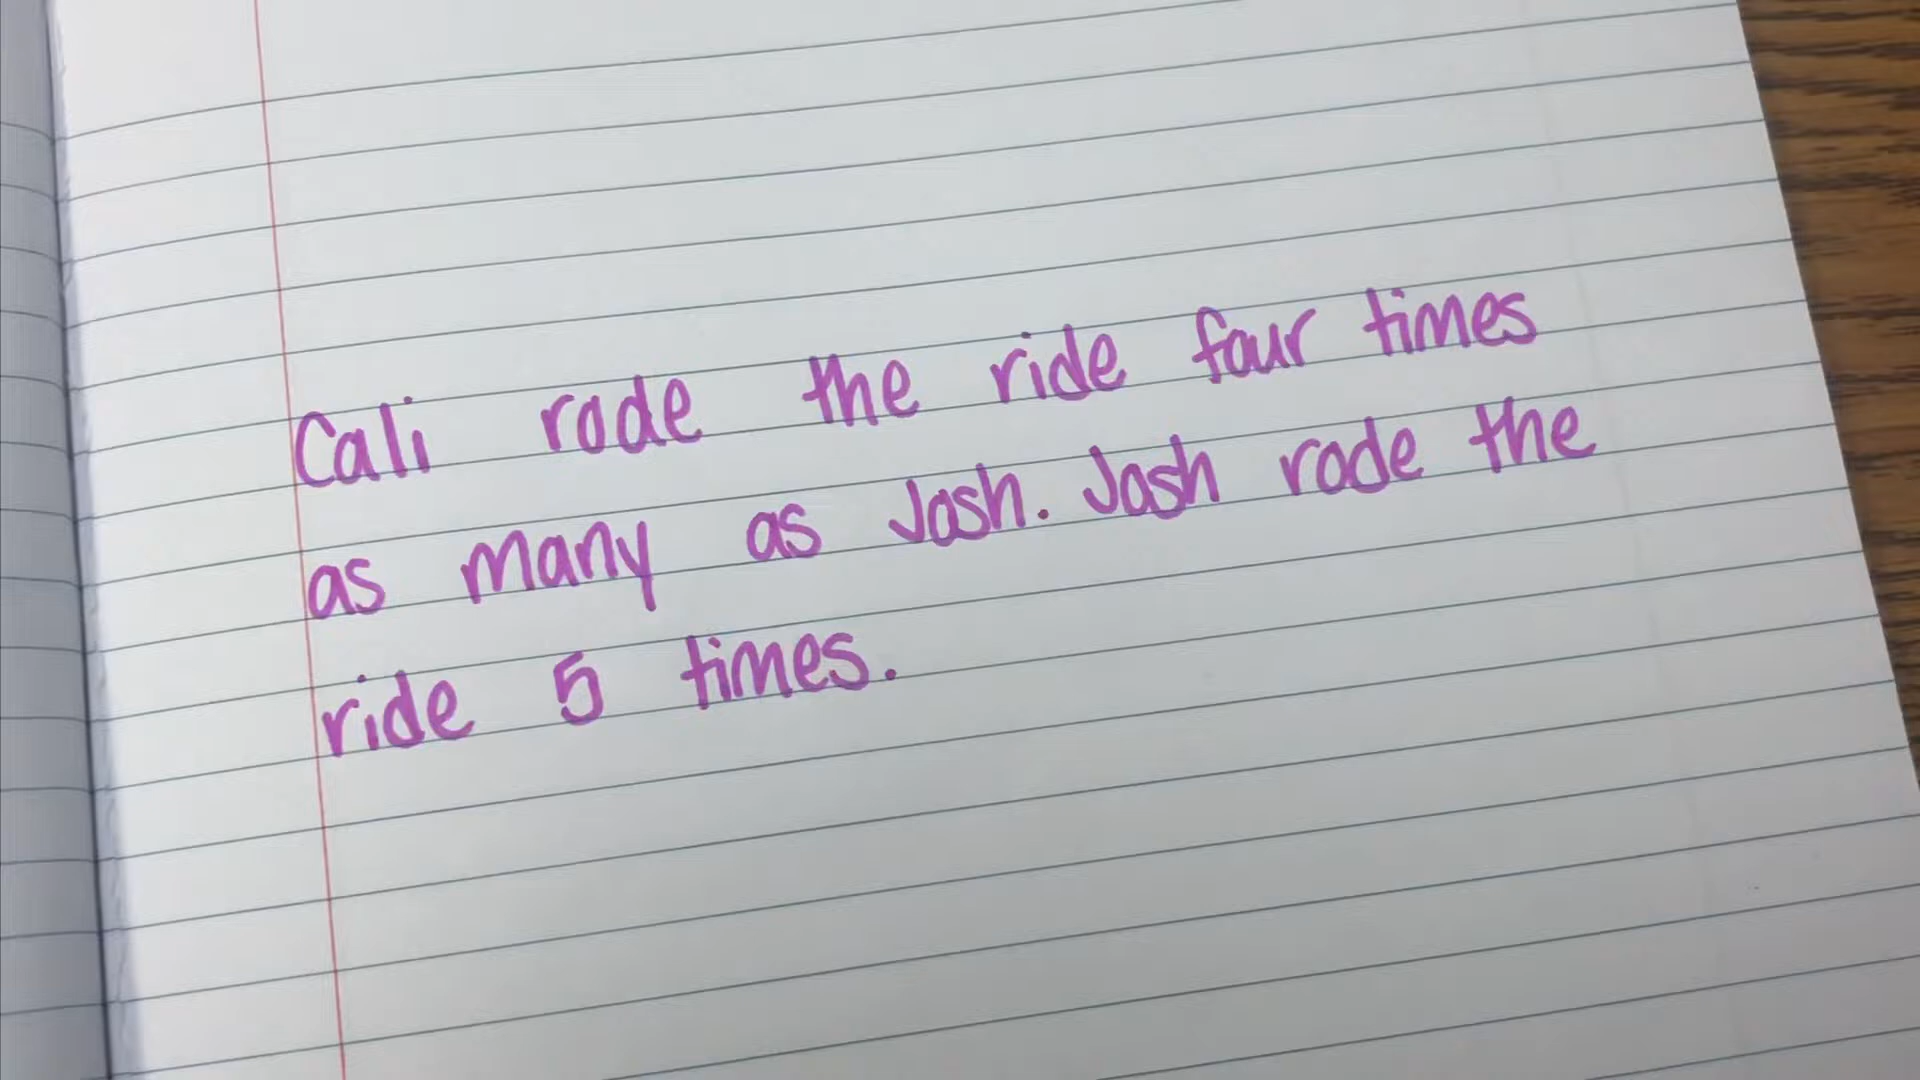 Cali rode the ride four times
as many as Josh. Josh rode the
ride 5 times.